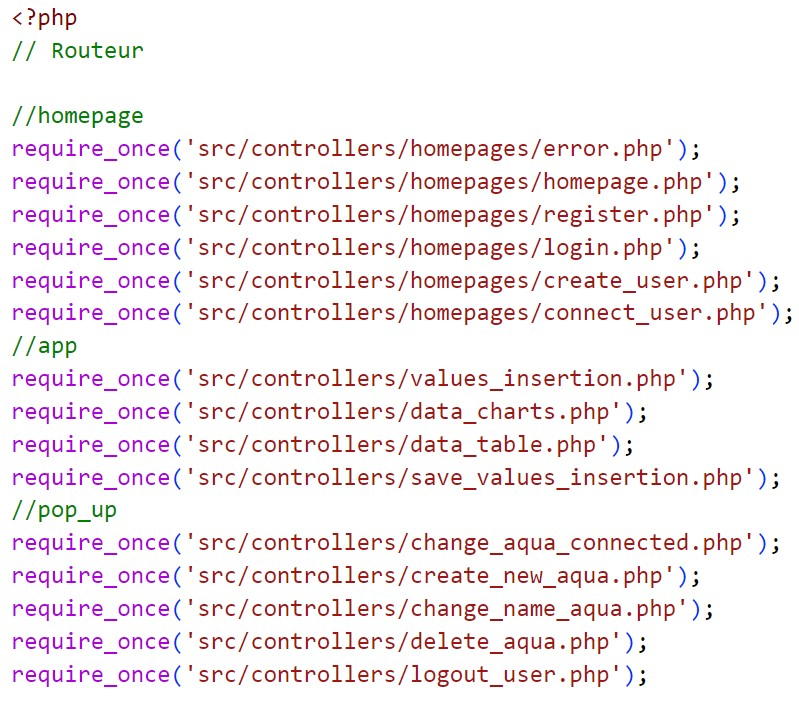 <?php
// Routeur
//homepage
require_once('src/controllers/homepages/error.php');
require_once('src/controllers/homepages/homepage.php');
require_once('src/controllers/homepages/register.php');
require_once('src/controllers/homepages/login.php');
require_once('src/controllers/homepages/create_user.php');
require_once('src/controllers/homepages/connect_user.php');
//app
require_once('src/controllers/values_insertion.php');
require_once('src/controllers/data_charts.php');
require_once('src/controllers/data_table.php');
require_once('src/controllers/save_values_insertion.php');
//pop_up
require_once('src/controllers/change_aqua_connected.php');
require_once('src/controllers/create_new_aqua.php');
require_once('src/controllers/change_name_aqua.php');
require_once('src/controllers/delete_aqua.php');
require_once('src/controllers/logout_user.php');